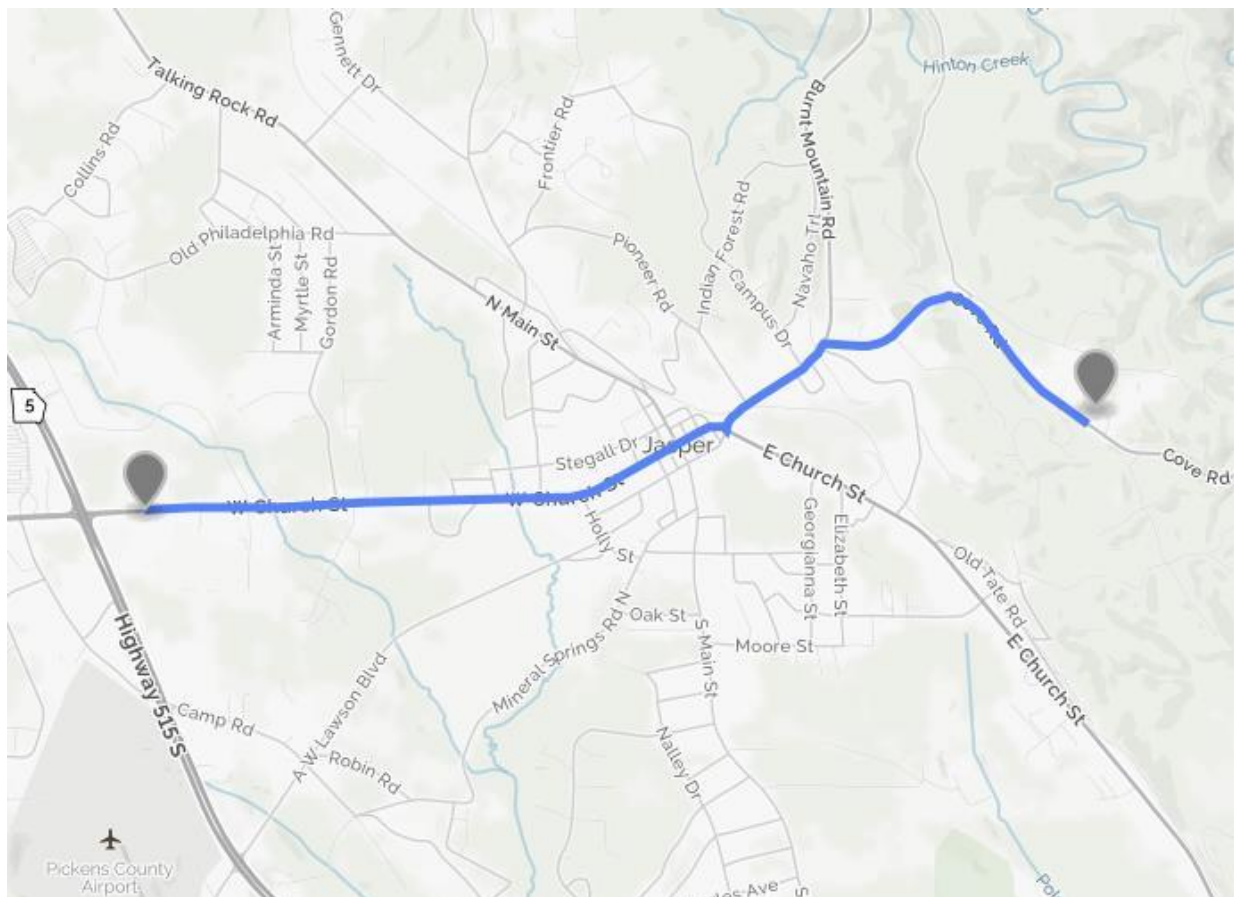 Gennett Dr
Hinton Creek
Talking Rock Rd
Burnt Mountain Rd
Collins Rd
Frontier Rd
Indian Forest Rd
Old Philadelphia Rd
Pioneer Rd
Navaho Trl
Arminda St
Myrtle St
Gordon Rd
Campus Dr
N Main St
Cove Rd
5
Jasper
Stegall Dr
E Church St
Cove Rd
W Church St
W Church St
Holly St
Georgianna St
Elizabeth St
Old Tate Rd
Oak St
S Main St
Moore St
Highway 515 S
Mineral Springs Rd N
E Church St
A W Lawson Blvd
Camp Rd
Robin Rd
Nalley Dr
Pickens County
Airport
Ave
S